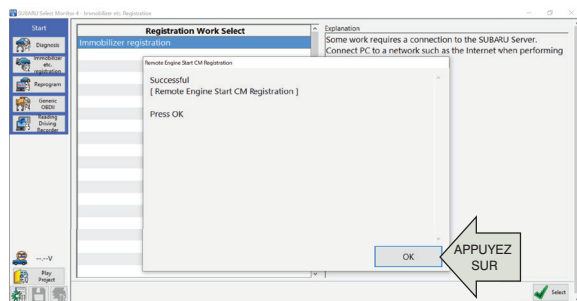 SUBARU Select Monitor 4 - Immobilizer etc. Registration
Start
Diagnosis
Immobilizer
etc.
registration
Reprogram
Generic
OBDII
Reading
Driving
Recorder
--.--V
Play
Project
Registration Work Select
Immobilizer registration
Explanation
Some work requires a connection to the SUBARU Server.
Connect PC to a network such as the Internet when performing
Remote Engine Start CM Registration
Successful
[ Remote Engine Start CM Registration ]
Press OK
OK
APPUYEZ
SUR
Select